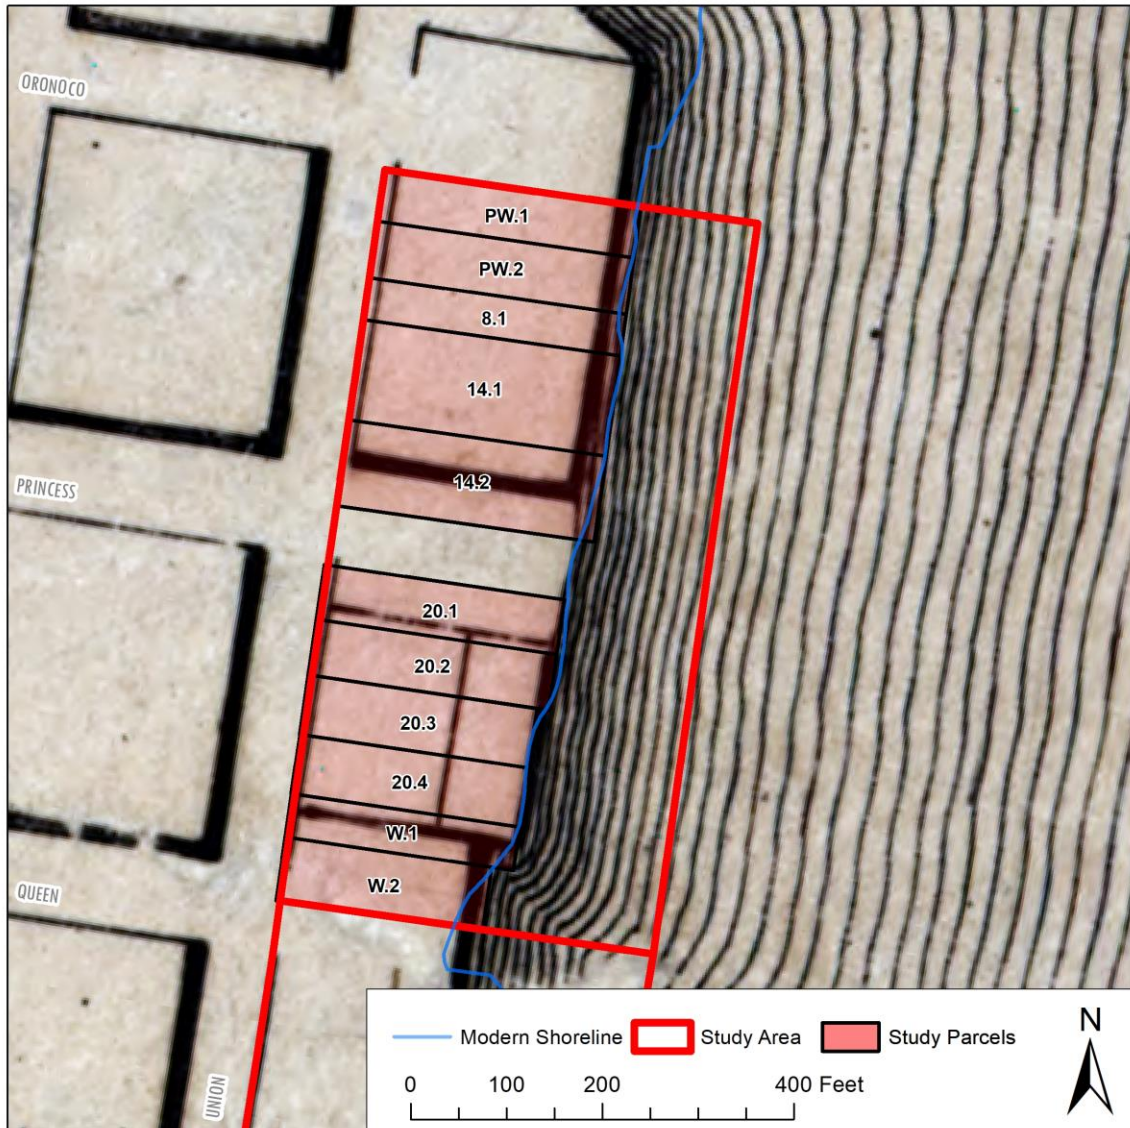 ORONOCO
PW.1
PW.2
8.1
14.1
PRINCESS
14.2
20.1
20.2
20.3
20.4
W.1
W.2
QUEEN
UNION
Modern Shoreline Study Area Study Parcels
0 100 200 400 Feet
N